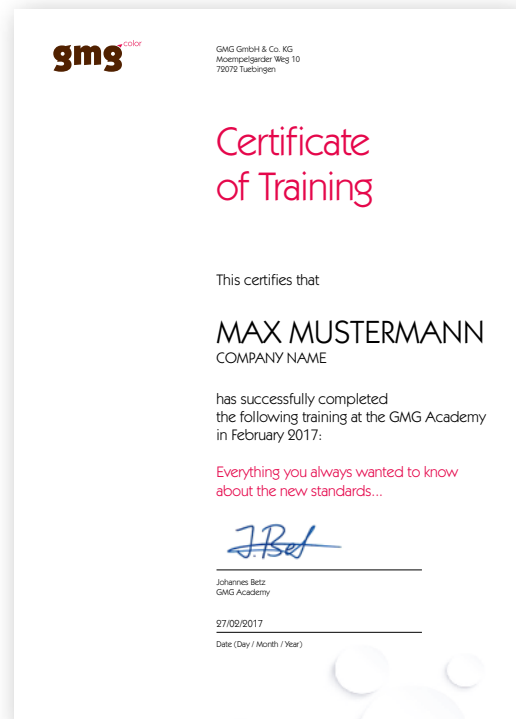 gmg color
GMG GmbH & Co. KG
Moempelgarder Weg 10
72072 Tuebingen
Certificate
of Training
This certifies that
MAX MUSTERMANN
COMPANY NAME
has successfully completed
the following training at the GMG Academy
in February 2017:
Everything you always wanted to know
about the new standards...
J. Bet
Johannes Betz
GMG Academy
27/02/2017
Date (Day / Month / Year)